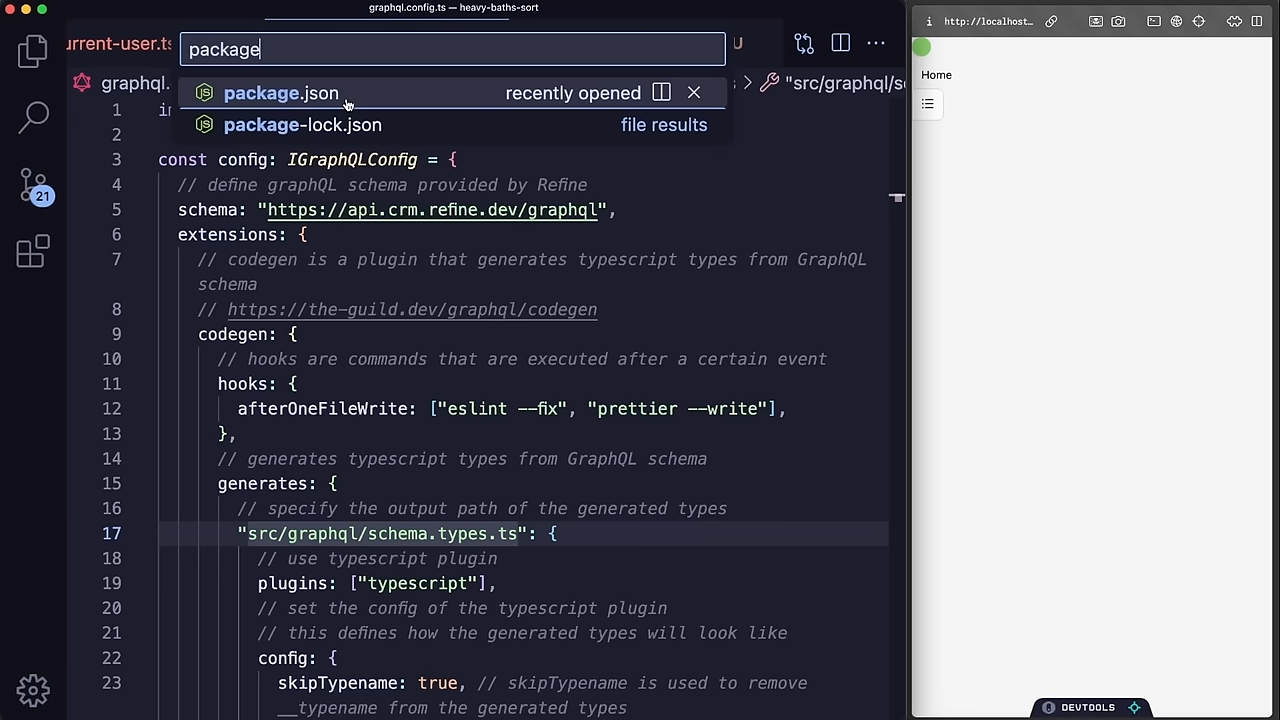 graphql.config.ts — heavy-baths-sort
http://localhost...
urrent-user.ts
package
U
graphql.
"src/graphql/s
package.json
recently opened
package-lock.json
file results
Home
21
1 in
2
3 const config: IGraphQLConfig = {
4 // define graphQL schema provided by Refine
5 schema: "https://api.crm.refine.dev/graphql",
6 extensions: {
7 // codegen is a plugin that generates typescript types from GraphQL
schema
8 // https://the-guild.dev/graphql/codegen
9 codegen: {
10 // hooks are commands that are executed after a certain event
11 hooks: {
12 afterOneFileWrite: ["eslint --fix", "prettier --write"],
13 },
14 // generates typescript types from GraphQL schema
15 generates: {
16 // specify the output path of the generated types
17 "src/graphql/schema.types.ts": {
18 // use typescript plugin
19 plugins: ["typescript"],
20 // set the config of the typescript plugin
21 // this defines how the generated types will look like
22 config: {
23 skipTypename: true, // skipTypename is used to remove
__typename from the generated types
DEVTOOLS